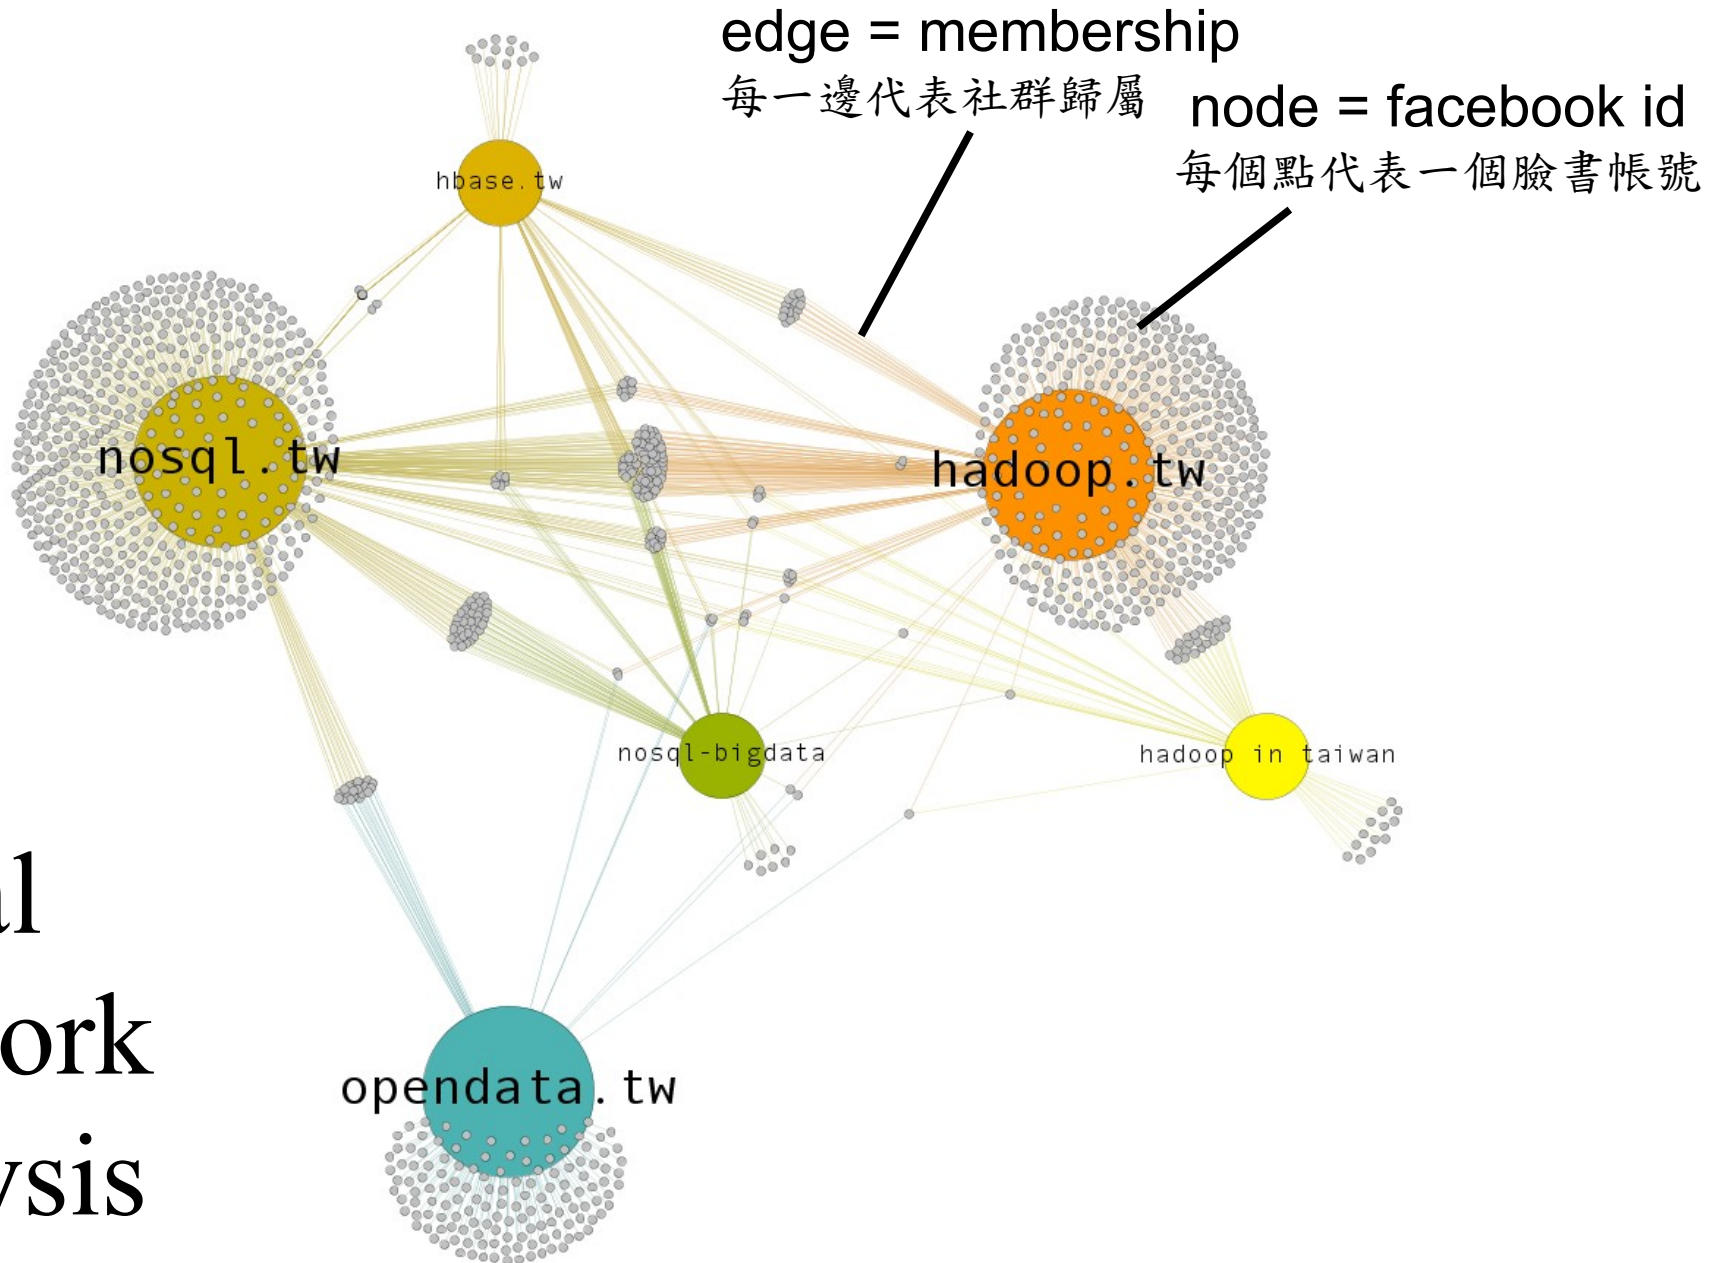 edge = membership
每一邊代表社群歸屬
node = facebook id
每個點代表一個臉書帳號
hbase.tw
nosql.tw
hadoop.tw
nosql-bigdata
hadoop in taiwan
al
ork
ysis
opendata.tw